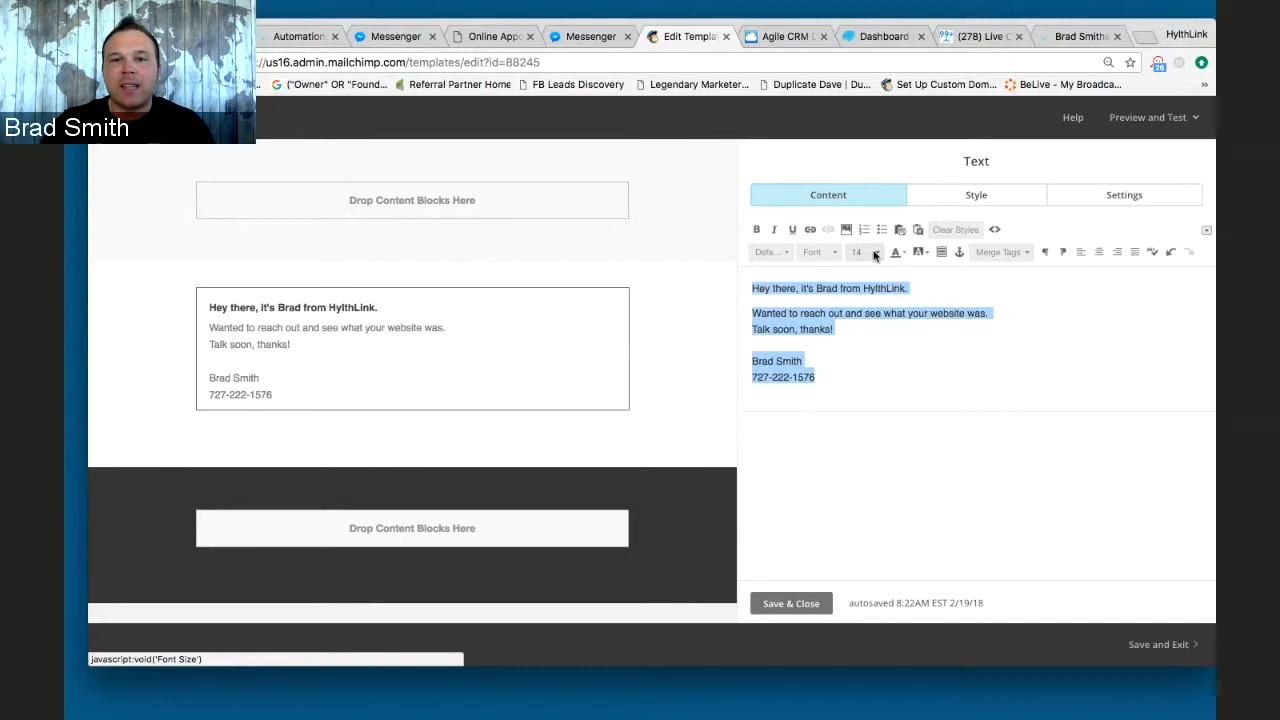 Automation
Messenger
Online Appo
Messenger
Edit Templa
Agile CRM D
Dashboard
(278) Live C
Brad Smiths
HylthLink
us16.admin.mailchimp.com/templates/edit?id=88245
("OWNER" OR "Found...
Referral Partner Home
FB Leads Discovery
Legendary Marketer...
Duplicate Dave | Du...
Set Up Custom Dom...
BeLive - My Broadca...
»
Brad Smith
Help
Preview and Test
Text
Content
Style
Settings
B I U Clear Styles <>
Defa... Font 14 A A Merge Tags
Drop Content Blocks Here
Hey there, it's Brad from HylthLink.
Wanted to reach out and see what your website was.
Talk soon, thanks!
Brad Smith
727-222-1576
Drop Content Blocks Here
Hey there, it's Brad from HylthLink.
Wanted to reach out and see what your website was.
Talk soon, thanks!
Brad Smith
727-222-1576
Save & Close
autosaved 8:22AM EST 2/19/18
Save and Exit
javascript:void('Font Size')